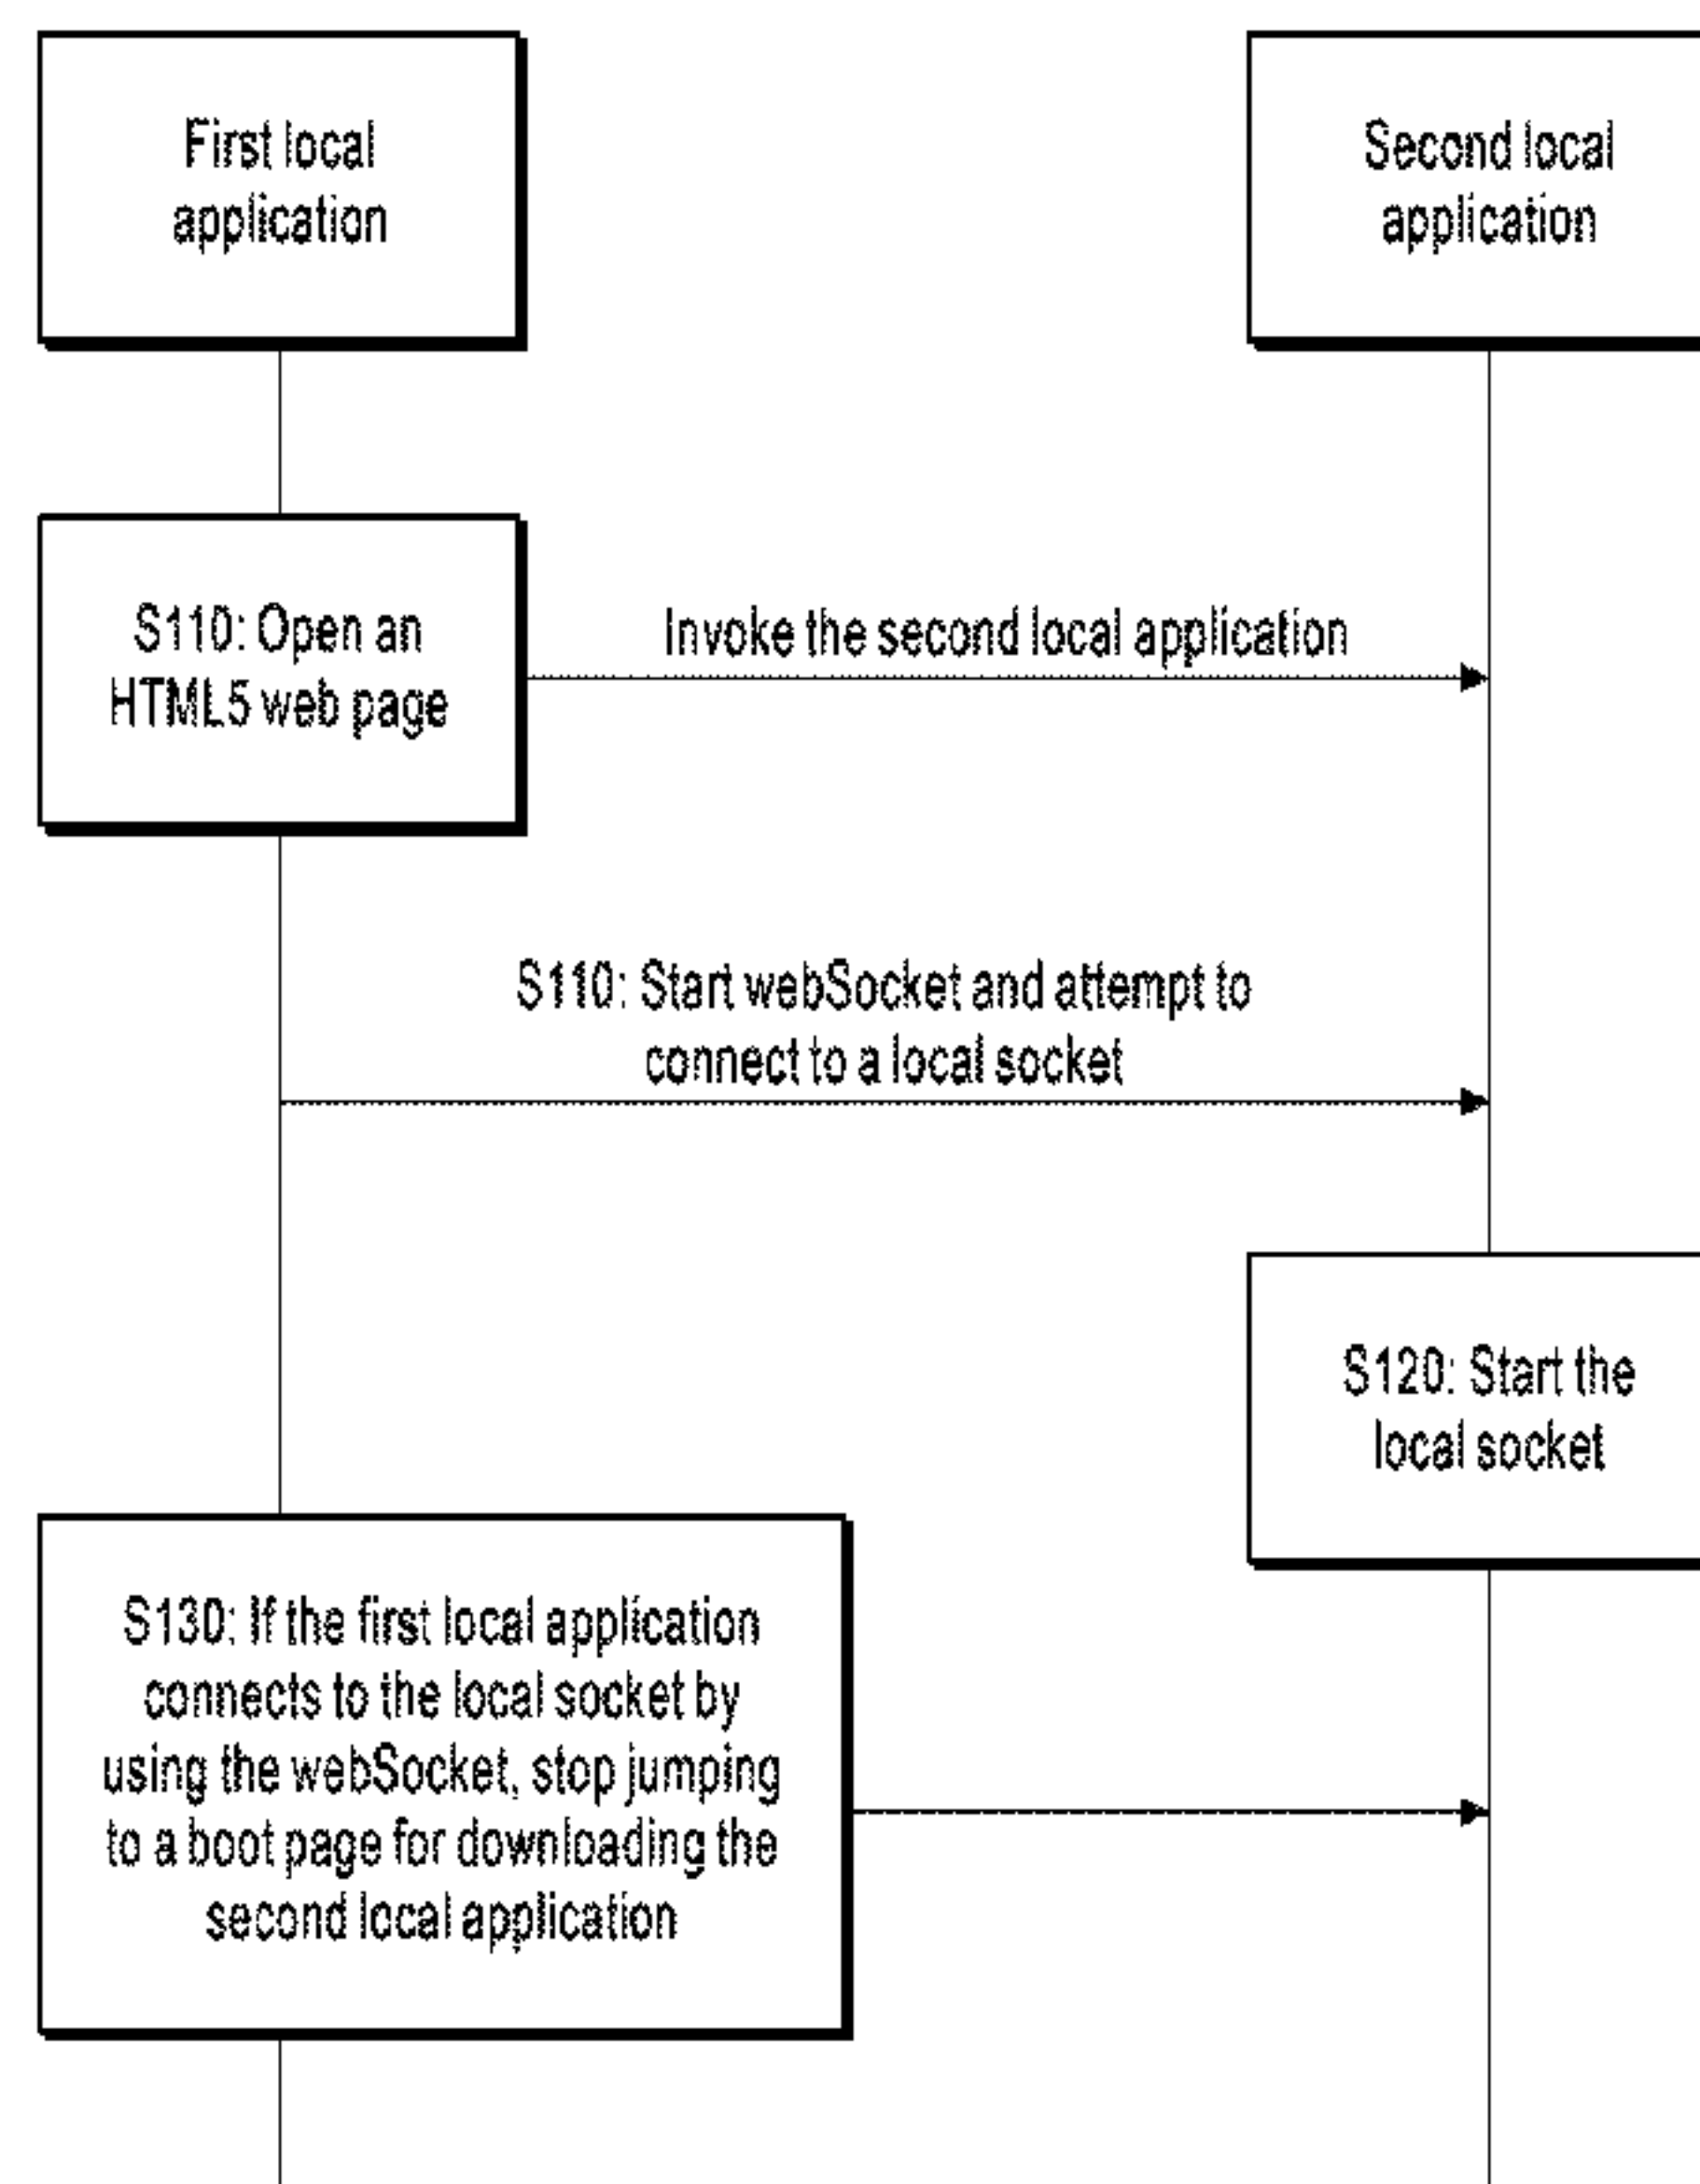 First local
application
Second local
application
S110: Open an
HTML5 web page
Invoke the second local application
S110: Start webSocket and attempt to
connect to a local socket
S120: Start the
local socket
S130: If the first local application
connects to the local socket by
using the webSocket, stop jumping
to a boot page for downloading the
second local application